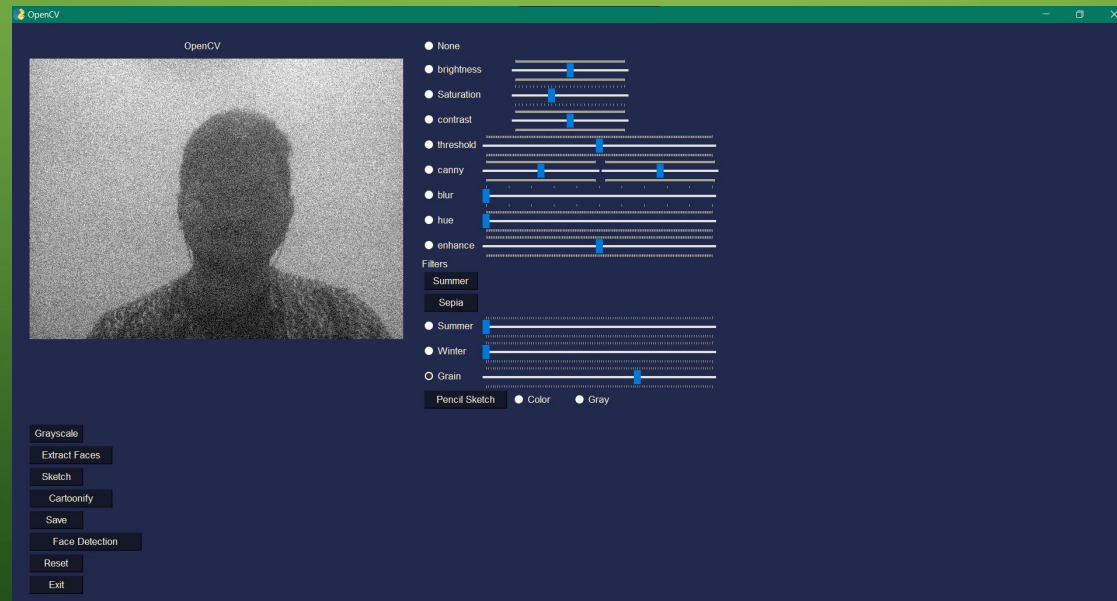 OpenCV
OpenCV
None
brightness
Saturation
contrast
threshold
canny
blur
hue
enhance
Filters
Summer
Sepia
Summer
Winter
Grain
Pencil Sketch Color Gray
Grayscale
Extract Faces
Sketch
Cartoonify
Save
Face Detection
Reset
Exit